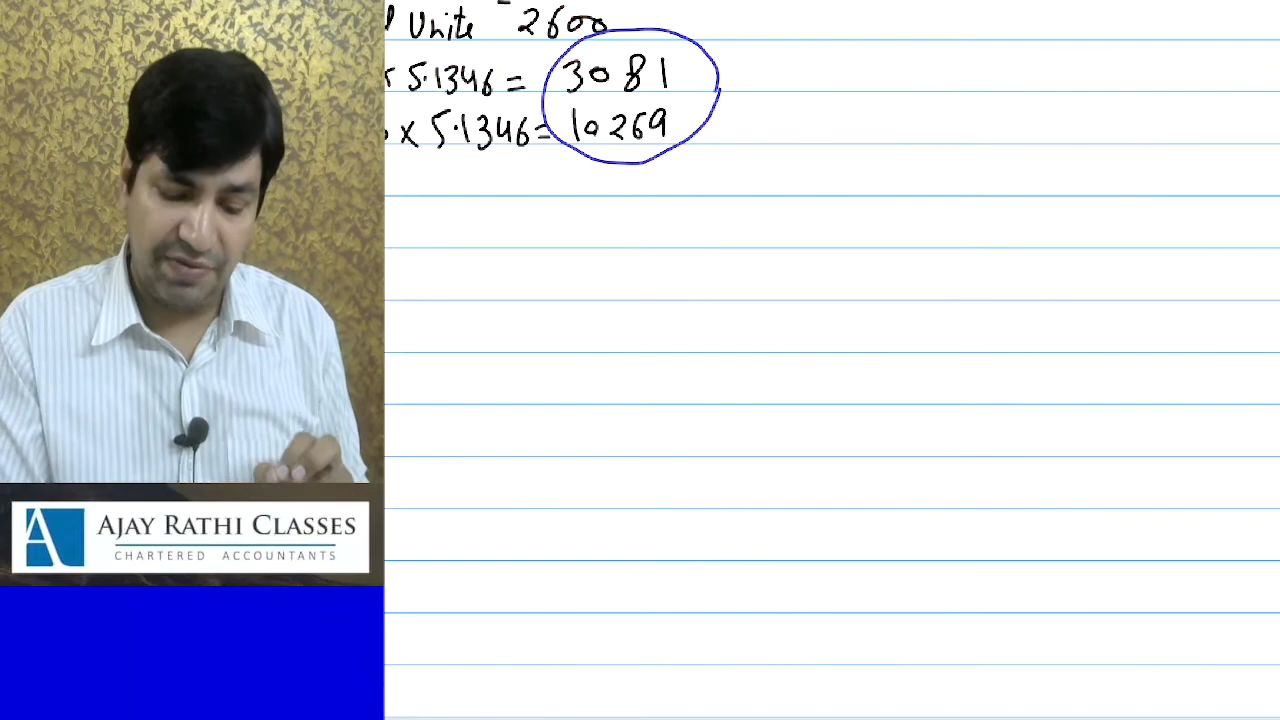 Units 2600
x 5.1346 = 3081
x 5.1346 = 10269
AJAY RATHI CLASSES
CHARTERED ACCOUNTANTS